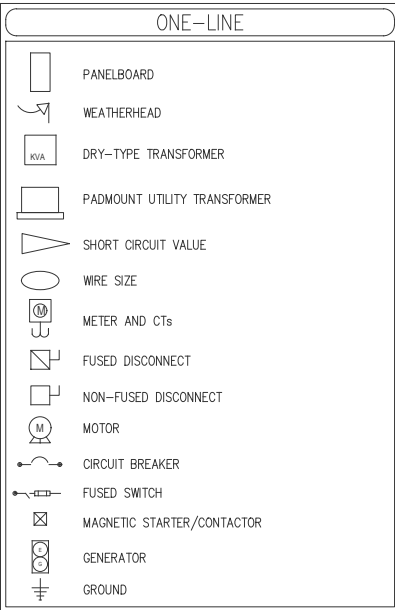 ONE-LINE
PANELBOARD
WEATHERHEAD
KVA DRY-TYPE TRANSFORMER
PADMOUNT UTILITY TRANSFORMER
SHORT CIRCUIT VALUE
WIRE SIZE
M METER AND CTs
FUSED DISCONNECT
NON-FUSED DISCONNECT
M MOTOR
CIRCUIT BREAKER
FUSED SWITCH
MAGNETIC STARTER/CONTACTOR
E
G GENERATOR
GROUND